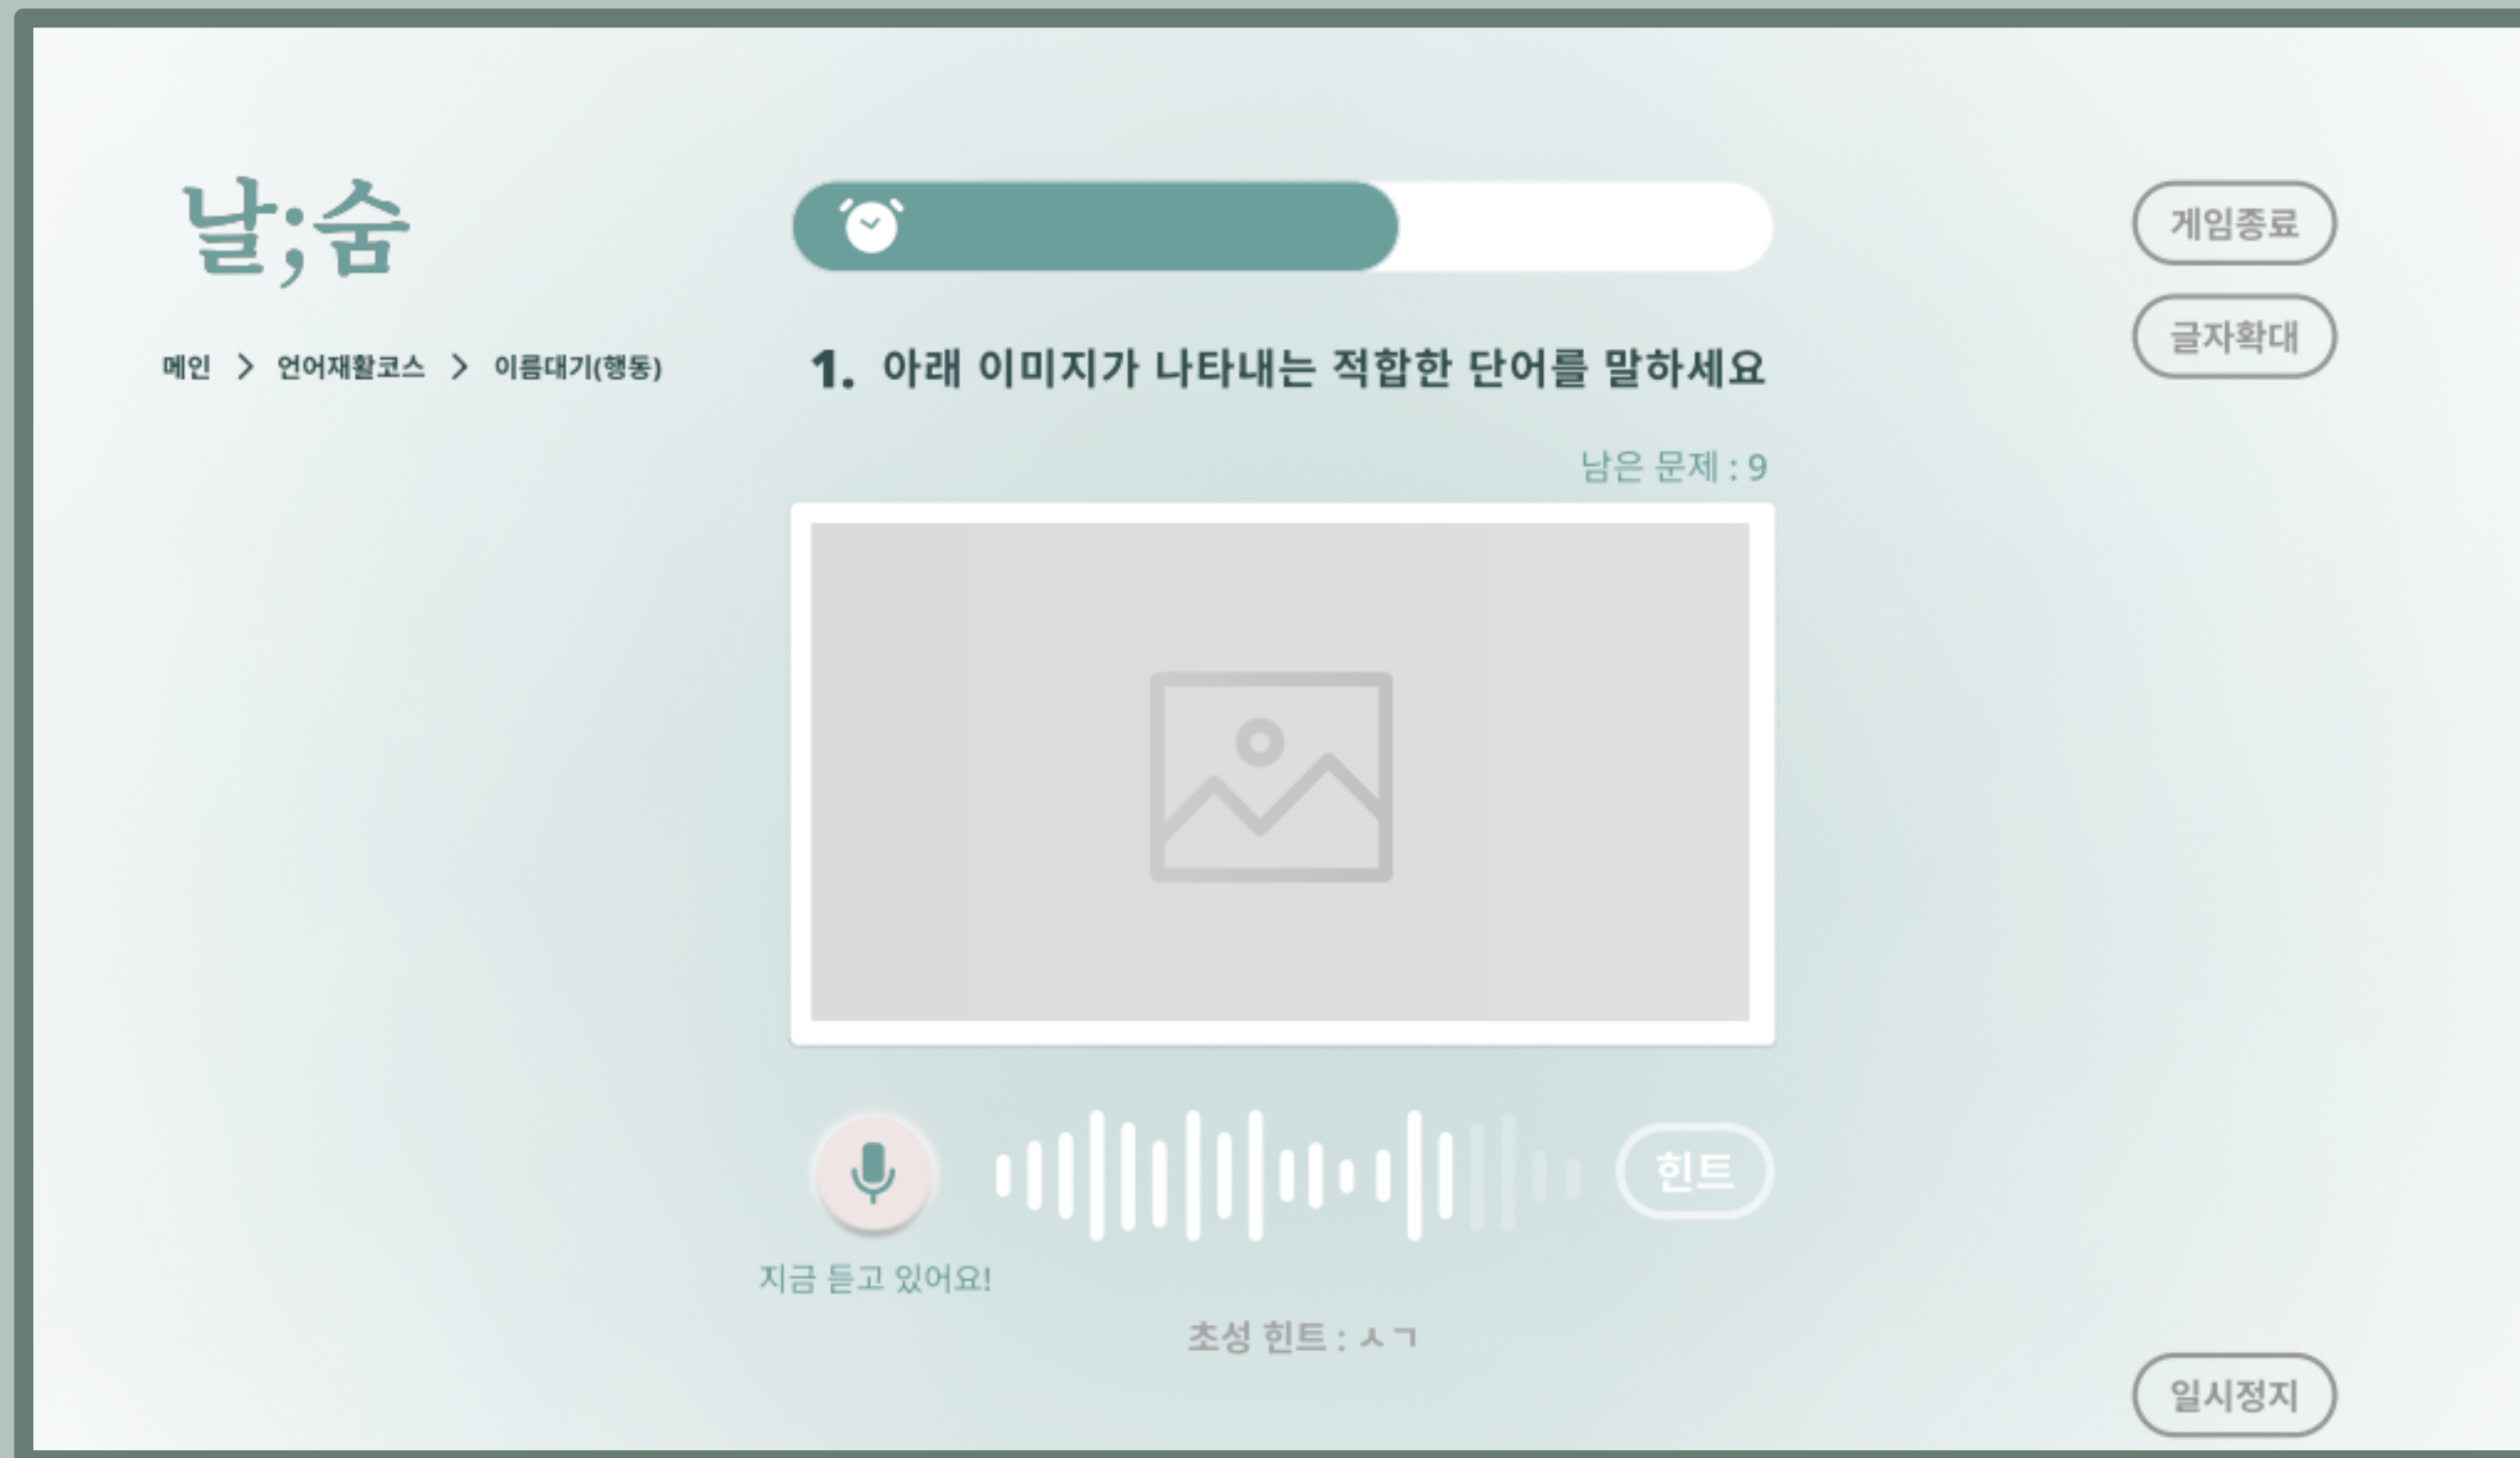 날;숨
게임종료
글자확대
메인 > 언어재활코스 > 이름대기(행동)
1. 아래 이미지가 나타내는 적합한 단어를 말하세요
남은 문제 : 9
힌트
지금 듣고 있어요!
초성 힌트 : ㅅㄱ
일시정지